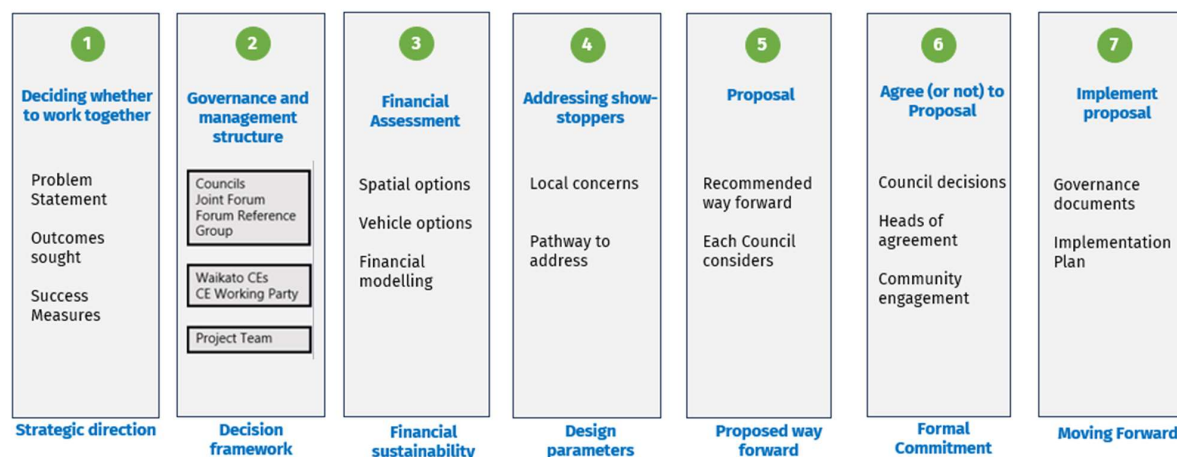 1
Deciding whether
to work together
Problem
Statement
Outcomes
sought
Success
Measures
Strategic direction
2
Governance and
management
structure
Councils
Joint Forum
Forum Reference
Group
Waikato CEs
CE Working Party
Project Team
Decision
framework
3
Financial
Assessment
Spatial options
Vehicle options
Financial
modelling
Financial
sustainability
4
Addressing show-
stoppers
Local concerns
Pathway to
address
Design
parameters
5
Proposal
Recommended
way forward
Each Council
considers
Proposed way
forward
6
Agree (or not) to
Proposal
Council decisions
Heads of
agreement
Community
engagement
Formal
Commitment
7
Implement
proposal
Governance
documents
Implementation
Plan
Moving Forward